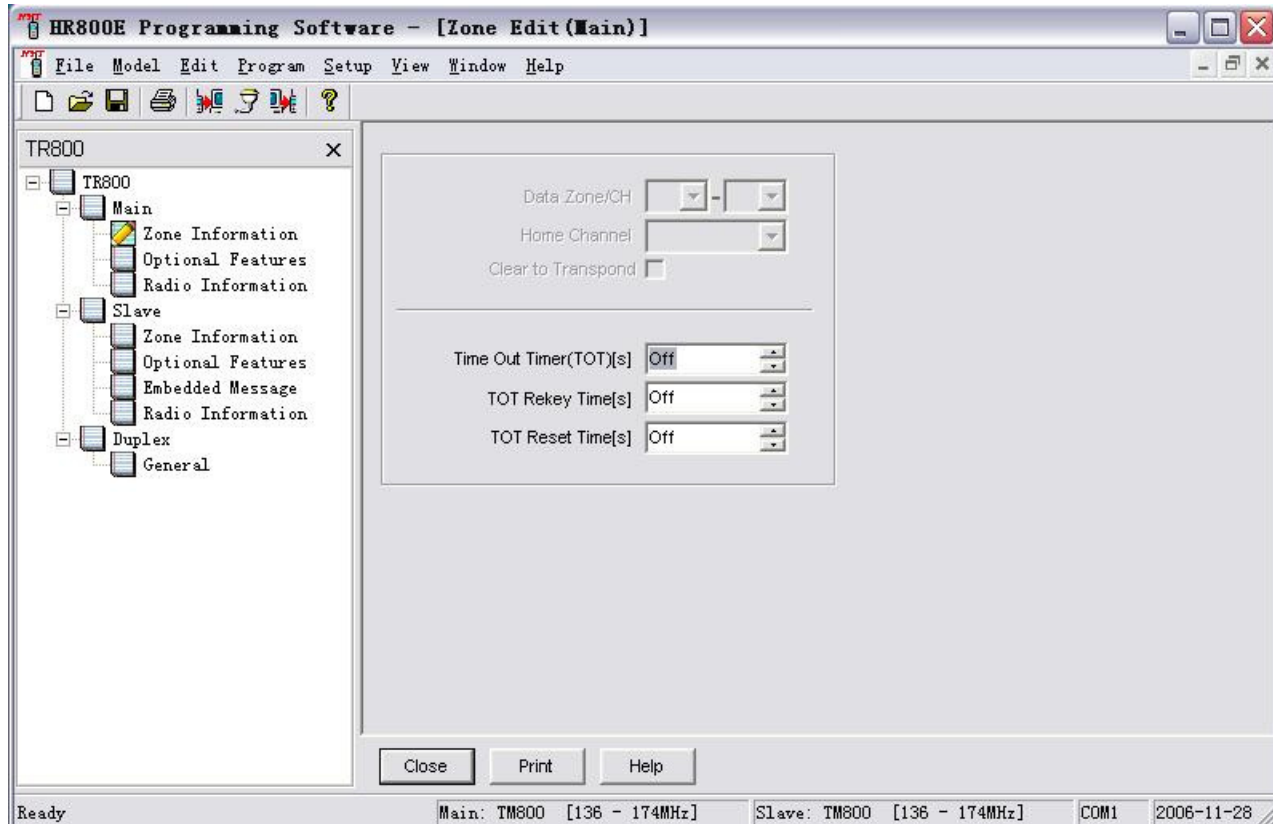 HR800E Programming Software - [Zone Edit(Main)]
File Model Edit Program Setup View Window Help
TR800
TR800
Main
Zone Information
Optional Features
Radio Information
Slave
Zone Information
Optional Features
Embedded Message
Radio Information
Duplex
General
Data Zone/CH -
Home Channel
Clear to Transpond
Time Out Timer(TOT)[s] Off
TOT Rekey Time[s] Off
TOT Reset Time[s] Off
Close Print Help
Ready Main: TM800 [136 - 174MHz] Slave: TM800 [136 - 174MHz] COM1 2006-11-28